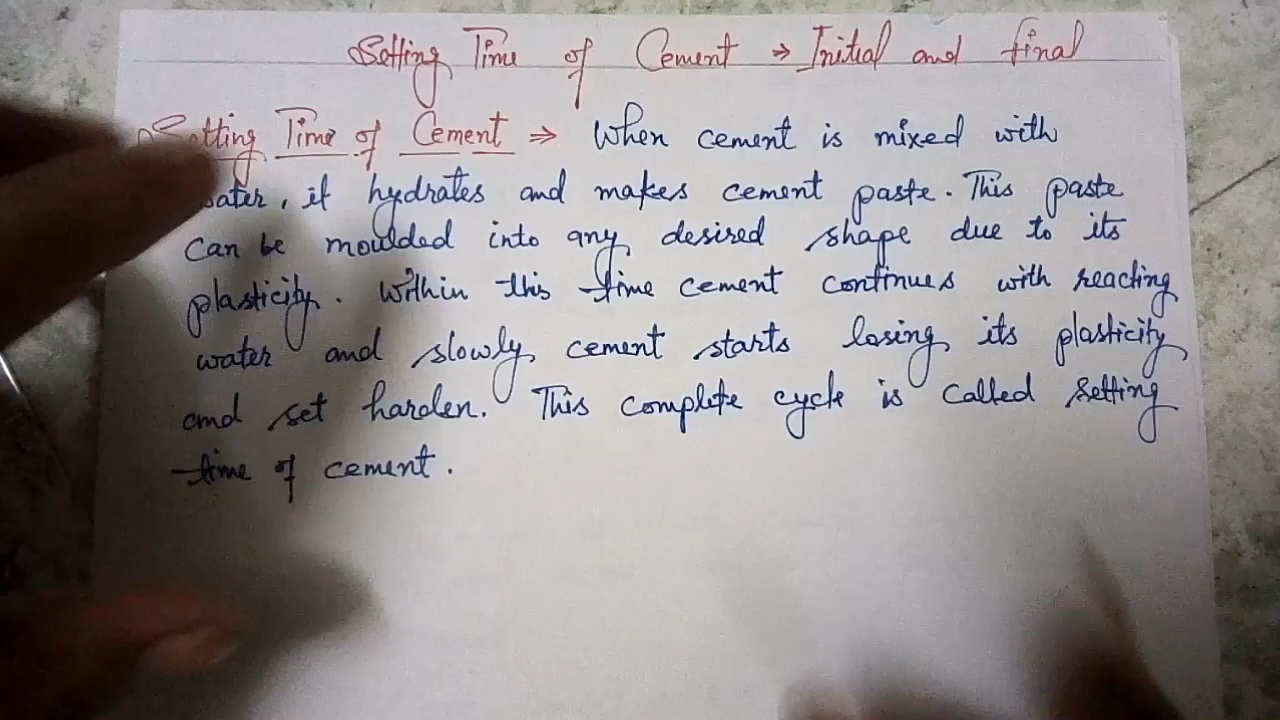 Setting Time of Cement ⇒ Initial and final
Setting Time of Cement ⇒ When cement is mixed with
water, it hydrates and makes cement paste. This paste
can be moulded into any desired shape due to its
plasticity. Within this time cement continues with reacting
water and slowly cement starts losing its plasticity
and set harden. This complete cycle is called setting
time of cement.